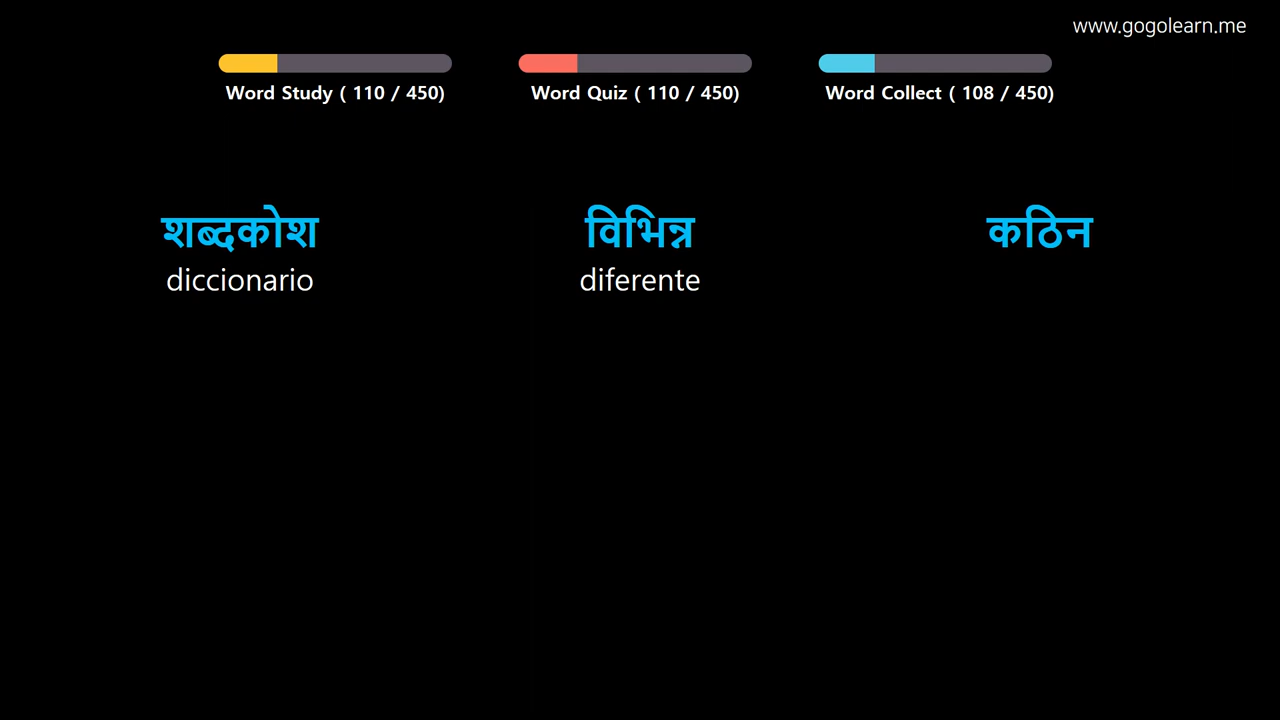 www.gogolearn.me
Word Study ( 110 / 450)
Word Quiz ( 110 / 450)
Word Collect ( 108 / 450)
शब्दकोश
diccionario
विभिन्न
diferente
कठिन